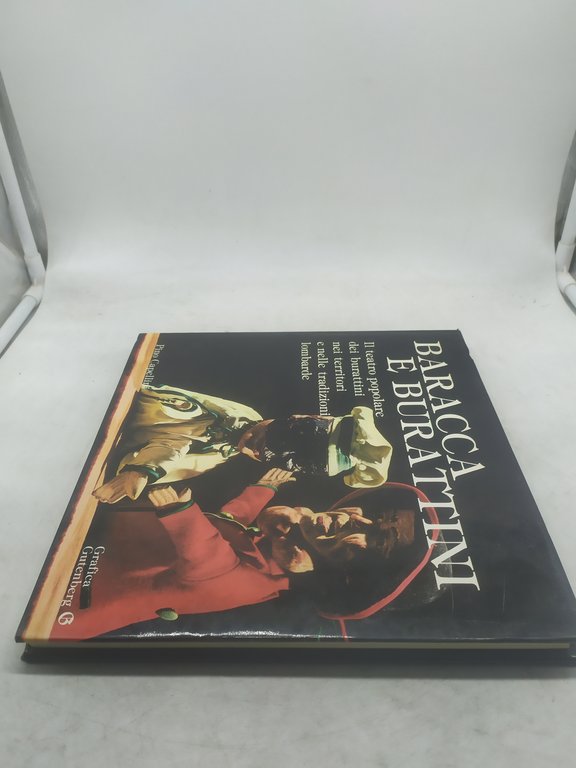 BARACCA
E BURATTINI
Il teatro popolare
dei burattini
nei territori
e nelle tradizioni
lombarde
Pino Capellini
Grafica
Gutenberg